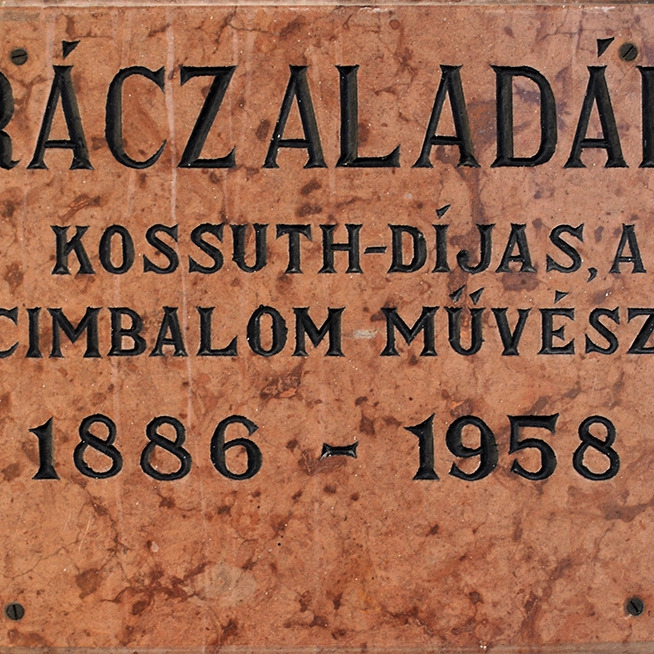 RÁCZ ALADÁR
KOSSUTH-DÍJAS, A
CIMBALOM MŰVÉSZ
1886 - 1958